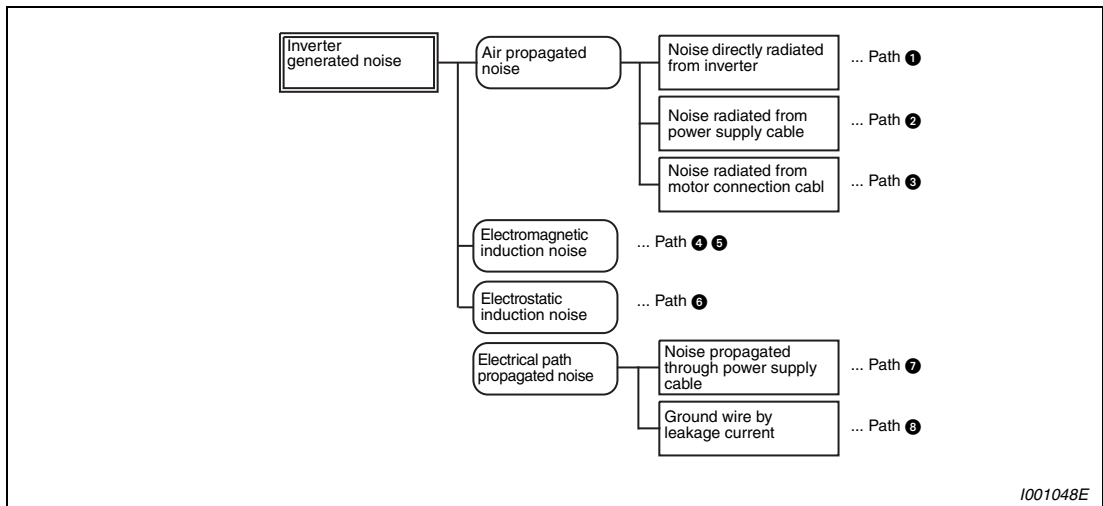 Inverter
generated noise
Air propagated
noise
Noise directly radiated
from inverter
... Path ❶
Noise radiated from
power supply cable
... Path ❷
Noise radiated from
motor connection cabl
... Path ❸
Electromagnetic
induction noise
... Path ❹ ❺
Electrostatic
induction noise
... Path ❻
Electrical path
propagated noise
Noise propagated
through power supply
cable
... Path ❼
Ground wire by
leakage current
... Path ❽
I001048E